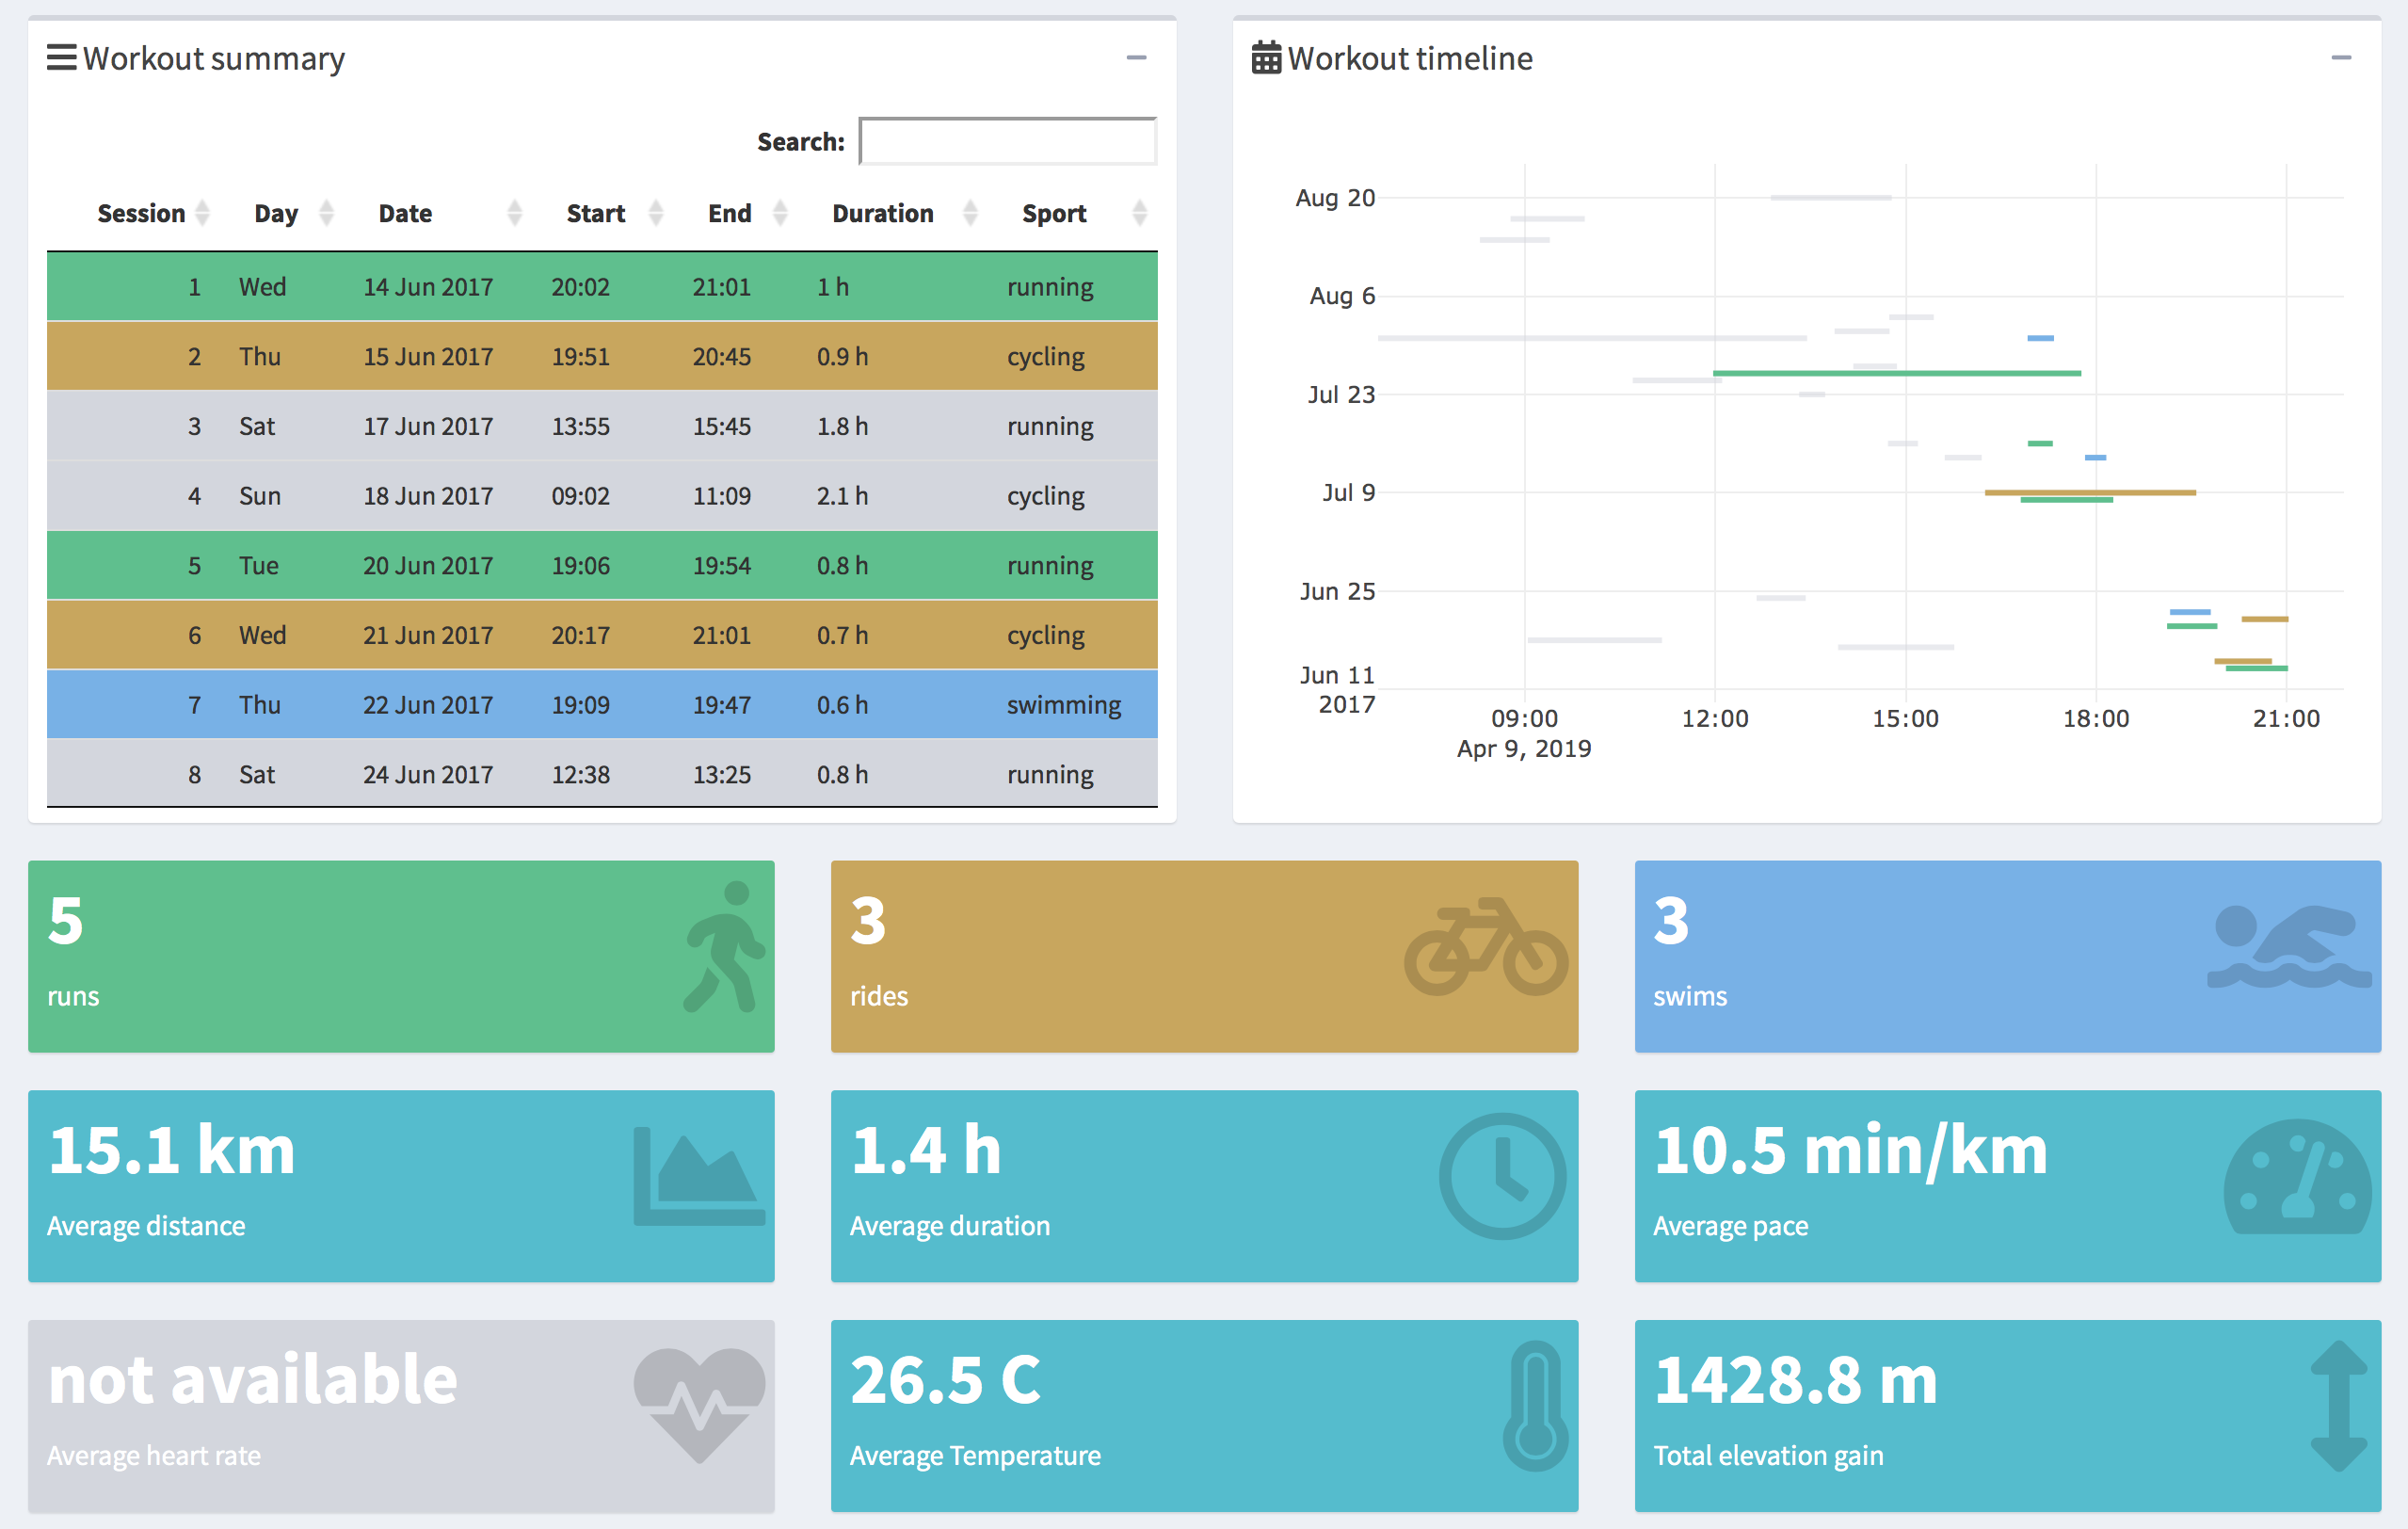 Workout summary
Search:
Session Day Date Start End Duration Sport
1 Wed 14 Jun 2017 20:02 21:01 1 h running
2 Thu 15 Jun 2017 19:51 20:45 0.9 h cycling
3 Sat 17 Jun 2017 13:55 15:45 1.8 h running
4 Sun 18 Jun 2017 09:02 11:09 2.1 h cycling
5 Tue 20 Jun 2017 19:06 19:54 0.8 h running
6 Wed 21 Jun 2017 20:17 21:01 0.7 h cycling
7 Thu 22 Jun 2017 19:09 19:47 0.6 h swimming
8 Sat 24 Jun 2017 12:38 13:25 0.8 h running
Workout timeline
Aug 20
Aug 6
Jul 23
Jul 9
Jun 25
Jun 11
2017
09:00 12:00 15:00 18:00 21:00
Apr 9, 2019
5
runs
3
rides
3
swims
15.1 km
Average distance
1.4 h
Average duration
10.5 min/km
Average pace
not available
Average heart rate
26.5 C
Average Temperature
1428.8 m
Total elevation gain